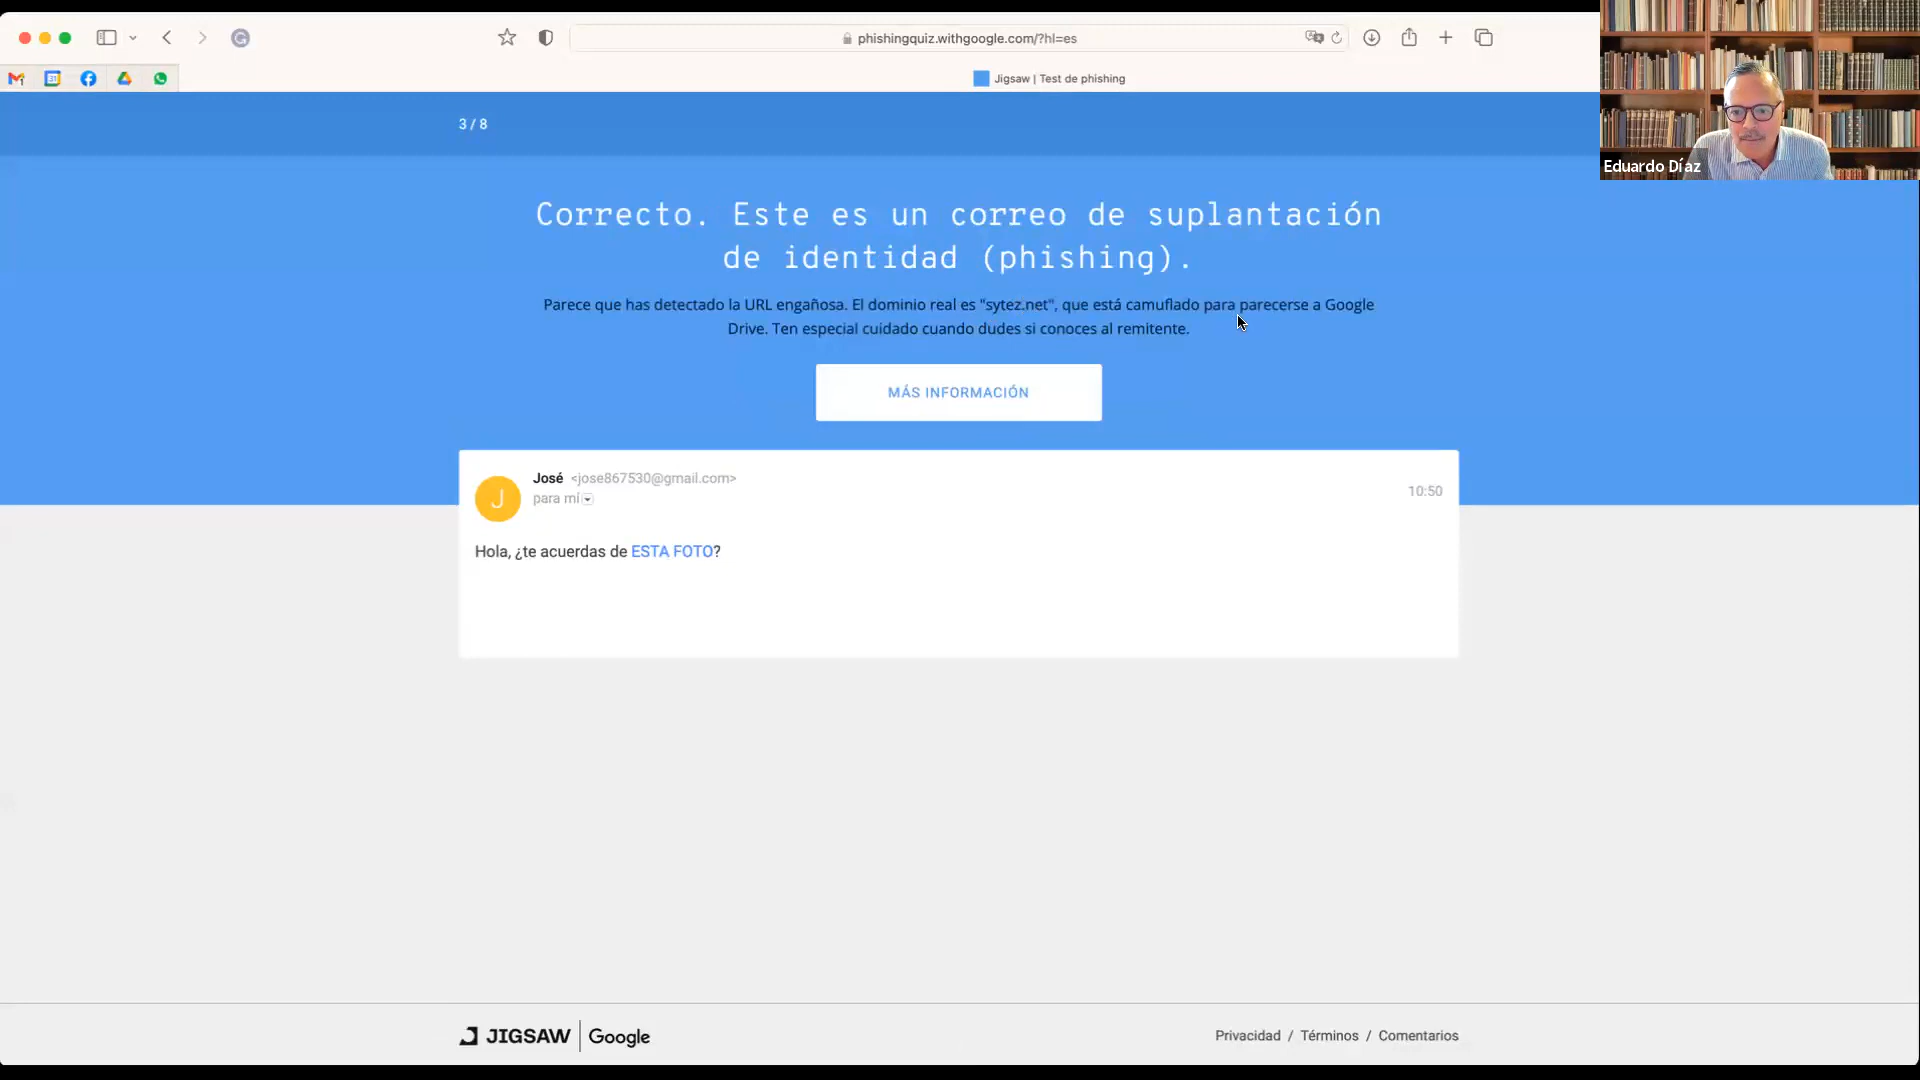 phishingquiz.withgoogle.com/?hl=es
Jigsaw | Test de phishing
Eduardo Díaz
3 / 8
Correcto. Este es un correo de suplantación
de identidad (phishing).
Parece que has detectado la URL engañosa. El dominio real es "sytez.net", que está camuflado para parecerse a Google
Drive. Ten especial cuidado cuando dudes si conoces al remitente.
MÁS INFORMACIÓN
J
José <jose867530@gmail.com>
para mí
10:50
Hola, ¿te acuerdas de ESTA FOTO?
JIGSAW | Google
Privacidad / Términos / Comentarios